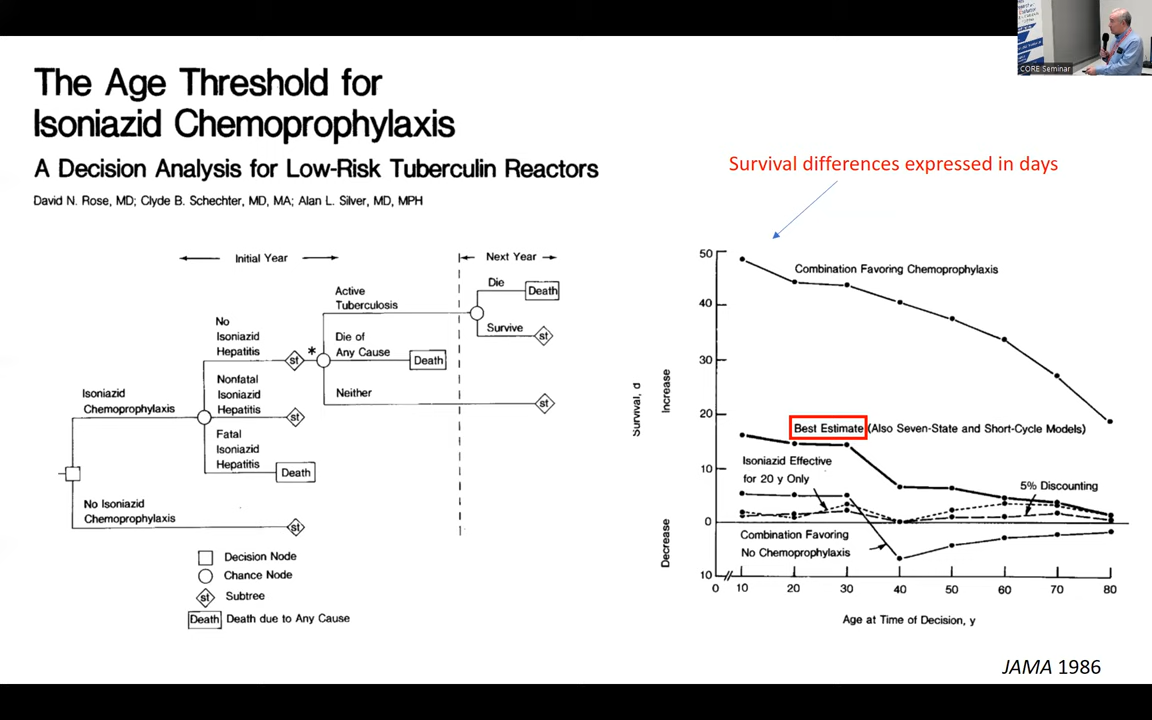 The Age Threshold for
Isoniazid Chemoprophylaxis
A Decision Analysis for Low-Risk Tuberculin Reactors
David N. Rose, MD; Clyde B. Schechter, MD, MA; Alan L. Silver, MD, MPH
Initial Year
Next Year
Active
Tuberculosis
Die
Death
Survive
st
No
Isoniazid
Hepatitis
st
*
Die of
Any Cause
Death
Neither
st
Isoniazid
Chemoprophylaxis
Nonfatal
Isoniazid
Hepatitis
st
Fatal
Isoniazid
Hepatitis
Death
No Isoniazid
Chemoprophylaxis
st
Decision Node
Chance Node
st Subtree
Death Death due to Any Cause
Survival differences expressed in days
Survival, d
Increase
Decrease
50
40
30
20
10
0
10
Combination Favoring Chemoprophylaxis
Best Estimate (Also Seven-State and Short-Cycle Models)
Isoniazid Effective
for 20 y Only
5% Discounting
Combination Favoring
No Chemoprophylaxis
0 10 20 30 40 50 60 70 80
Age at Time of Decision, y
JAMA 1986
CORE Seminar